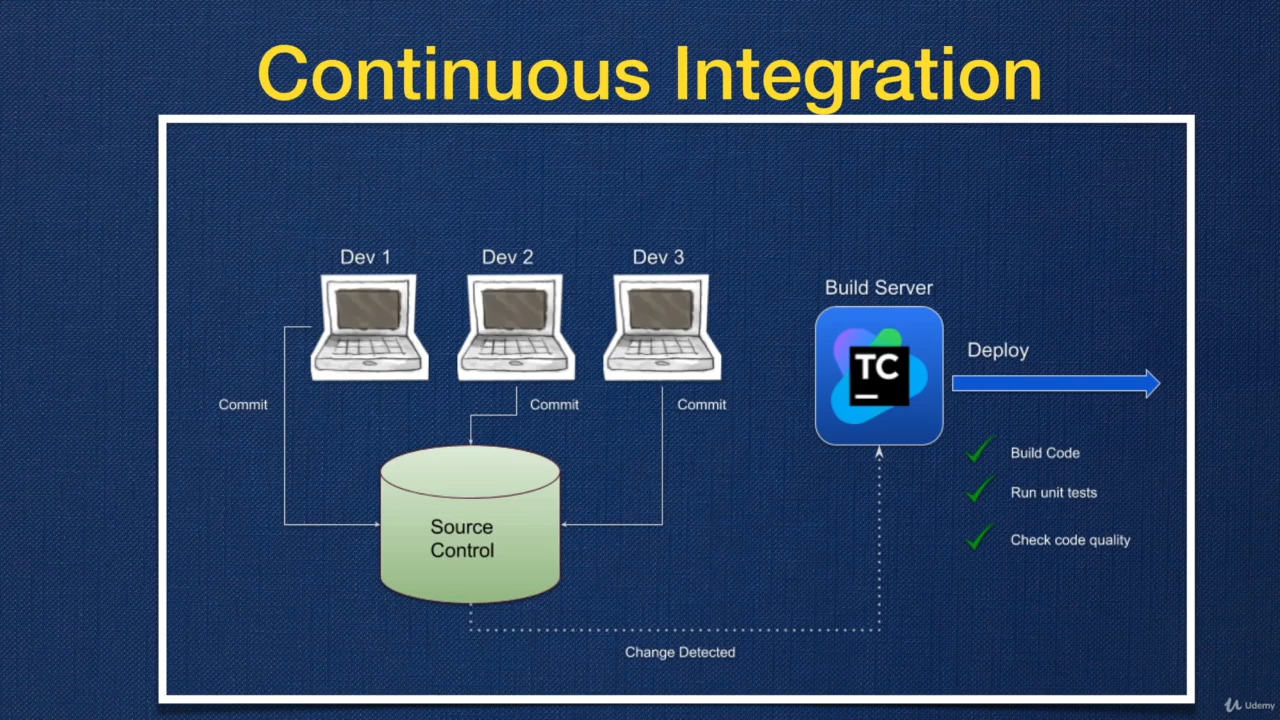 Continuous Integration
Dev 1
Dev 2
Dev 3
Build Server
TC
Deploy
Commit
Commit
Commit
Build Code
Run unit tests
Check code quality
Source
Control
Change Detected
Udemy